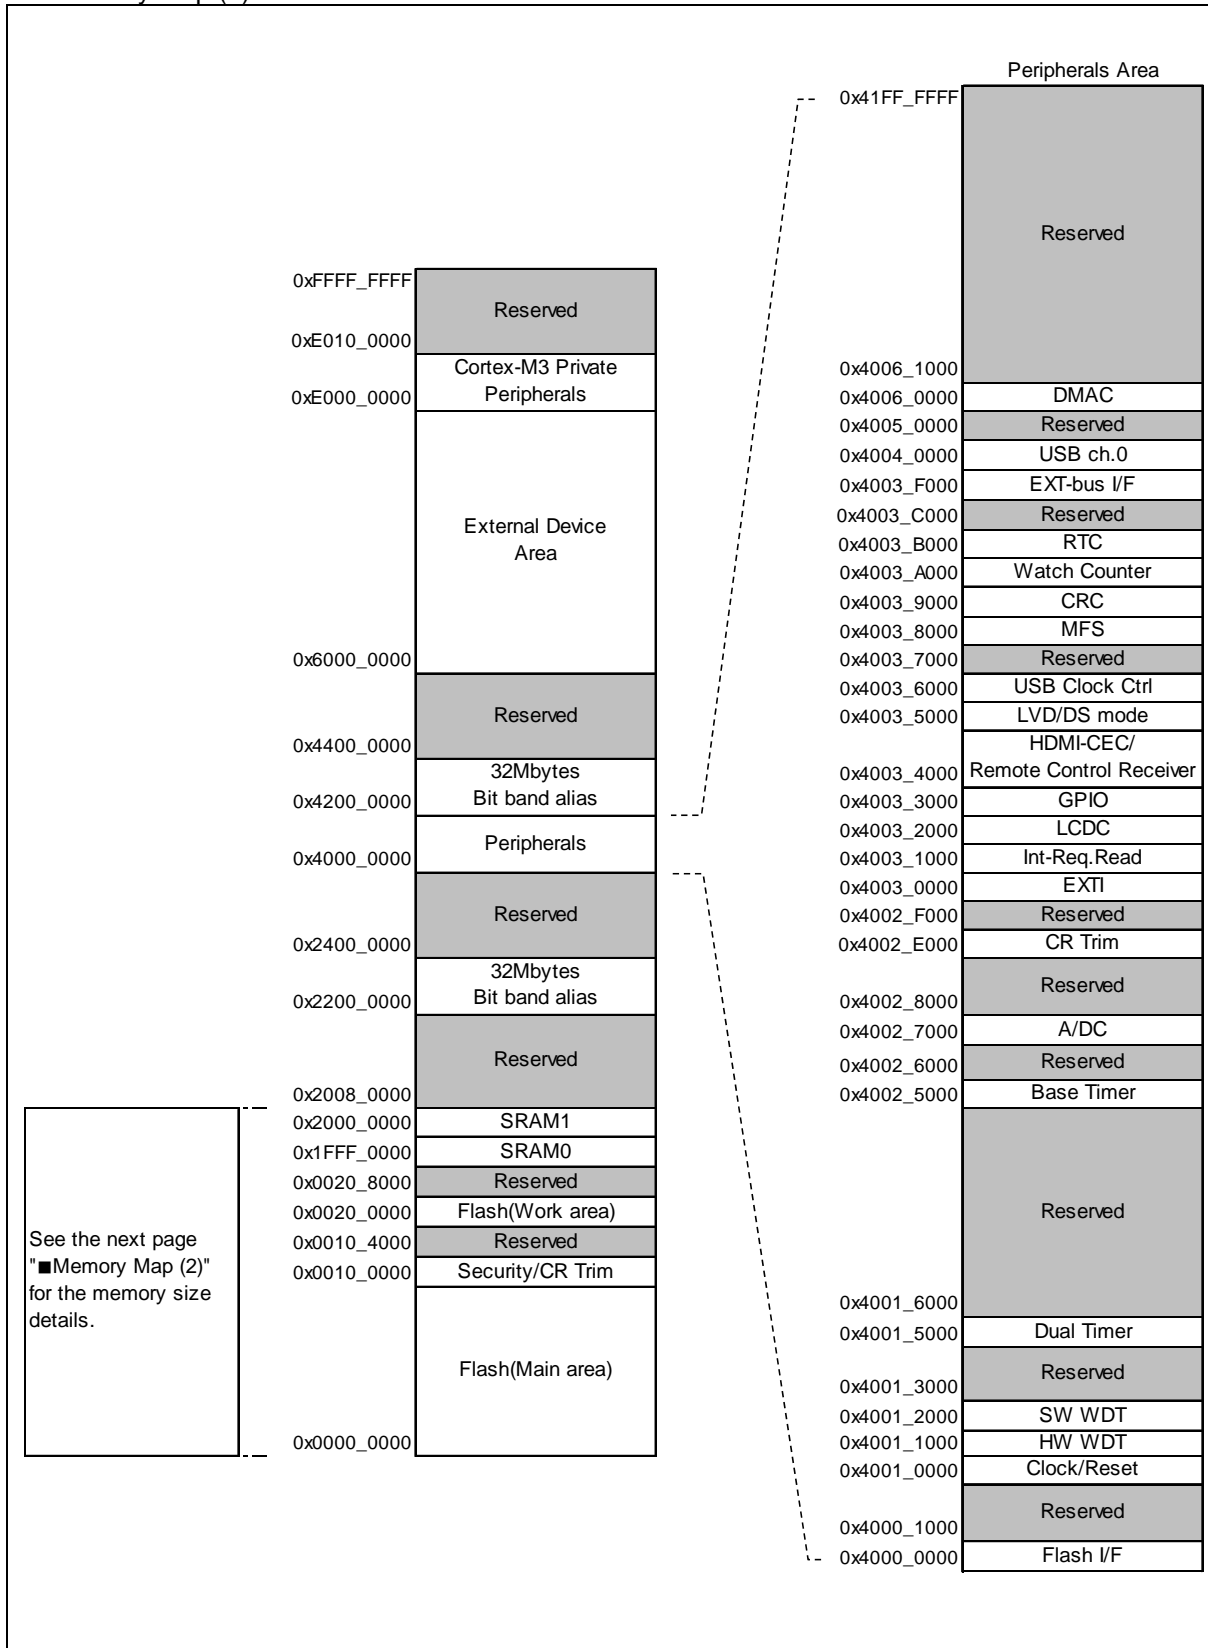 Peripherals Area
0x41FF_FFFF
Reserved
0x4006_1000
0x4006_0000 DMAC
0x4005_0000 Reserved
0x4004_0000 USB ch.0
0x4003_F000 EXT-bus I/F
0x4003_C000 Reserved
0x4003_B000 RTC
0x4003_A000 Watch Counter
0x4003_9000 CRC
0x4003_8000 MFS
0x4003_7000 Reserved
0x4003_6000 USB Clock Ctrl
0x4003_5000 LVD/DS mode
HDMI-CEC/
0x4003_4000 Remote Control Receiver
0x4003_3000 GPIO
0x4003_2000 LCDC
0x4003_1000 Int-Req.Read
0x4003_0000 EXTI
0x4002_F000 Reserved
0x4002_E000 CR Trim
Reserved
0x4002_8000
0x4002_7000 A/DC
0x4002_6000 Reserved
0x4002_5000 Base Timer
Reserved
0x4001_6000
0x4001_5000 Dual Timer
Reserved
0x4001_3000
0x4001_2000 SW WDT
0x4001_1000 HW WDT
0x4001_0000 Clock/Reset
Reserved
0x4000_1000
0x4000_0000 Flash I/F
0xFFFF_FFFF
Reserved
0xE010_0000
Cortex-M3 Private
0xE000_0000 Peripherals
External Device
Area
0x6000_0000
Reserved
0x4400_0000
32Mbytes
0x4200_0000 Bit band alias
Peripherals
0x4000_0000
Reserved
0x2400_0000
32Mbytes
0x2200_0000 Bit band alias
Reserved
0x2008_0000
0x2000_0000 SRAM1
0x1FFF_0000 SRAM0
0x0020_8000 Reserved
0x0020_0000 Flash(Work area)
0x0010_4000 Reserved
0x0010_0000 Security/CR Trim
Flash(Main area)
0x0000_0000
See the next page
"■Memory Map (2)"
for the memory size
details.